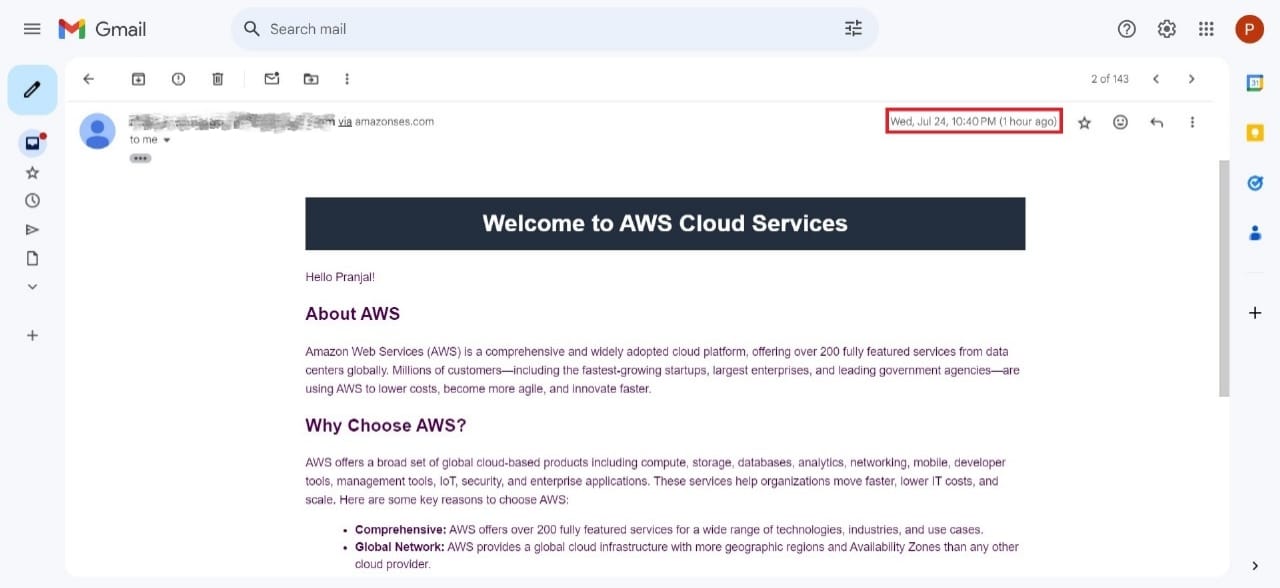 Gmail
Search mail
P
2 of 143
via amazonses.com
Wed, Jul 24, 10:40 PM (1 hour ago)
to me
31
Welcome to AWS Cloud Services
Hello Pranjal!
About AWS
Amazon Web Services (AWS) is a comprehensive and widely adopted cloud platform, offering over 200 fully featured services from data
centers globally. Millions of customers—including the fastest-growing startups, largest enterprises, and leading government agencies—are
using AWS to lower costs, become more agile, and innovate faster.
Why Choose AWS?
AWS offers a broad set of global cloud-based products including compute, storage, databases, analytics, networking, mobile, developer
tools, management tools, IoT, security, and enterprise applications. These services help organizations move faster, lower IT costs, and
scale. Here are some key reasons to choose AWS:
• Comprehensive: AWS offers over 200 fully featured services for a wide range of technologies, industries, and use cases.
• Global Network: AWS provides a global cloud infrastructure with more geographic regions and Availability Zones than any other
cloud provider.